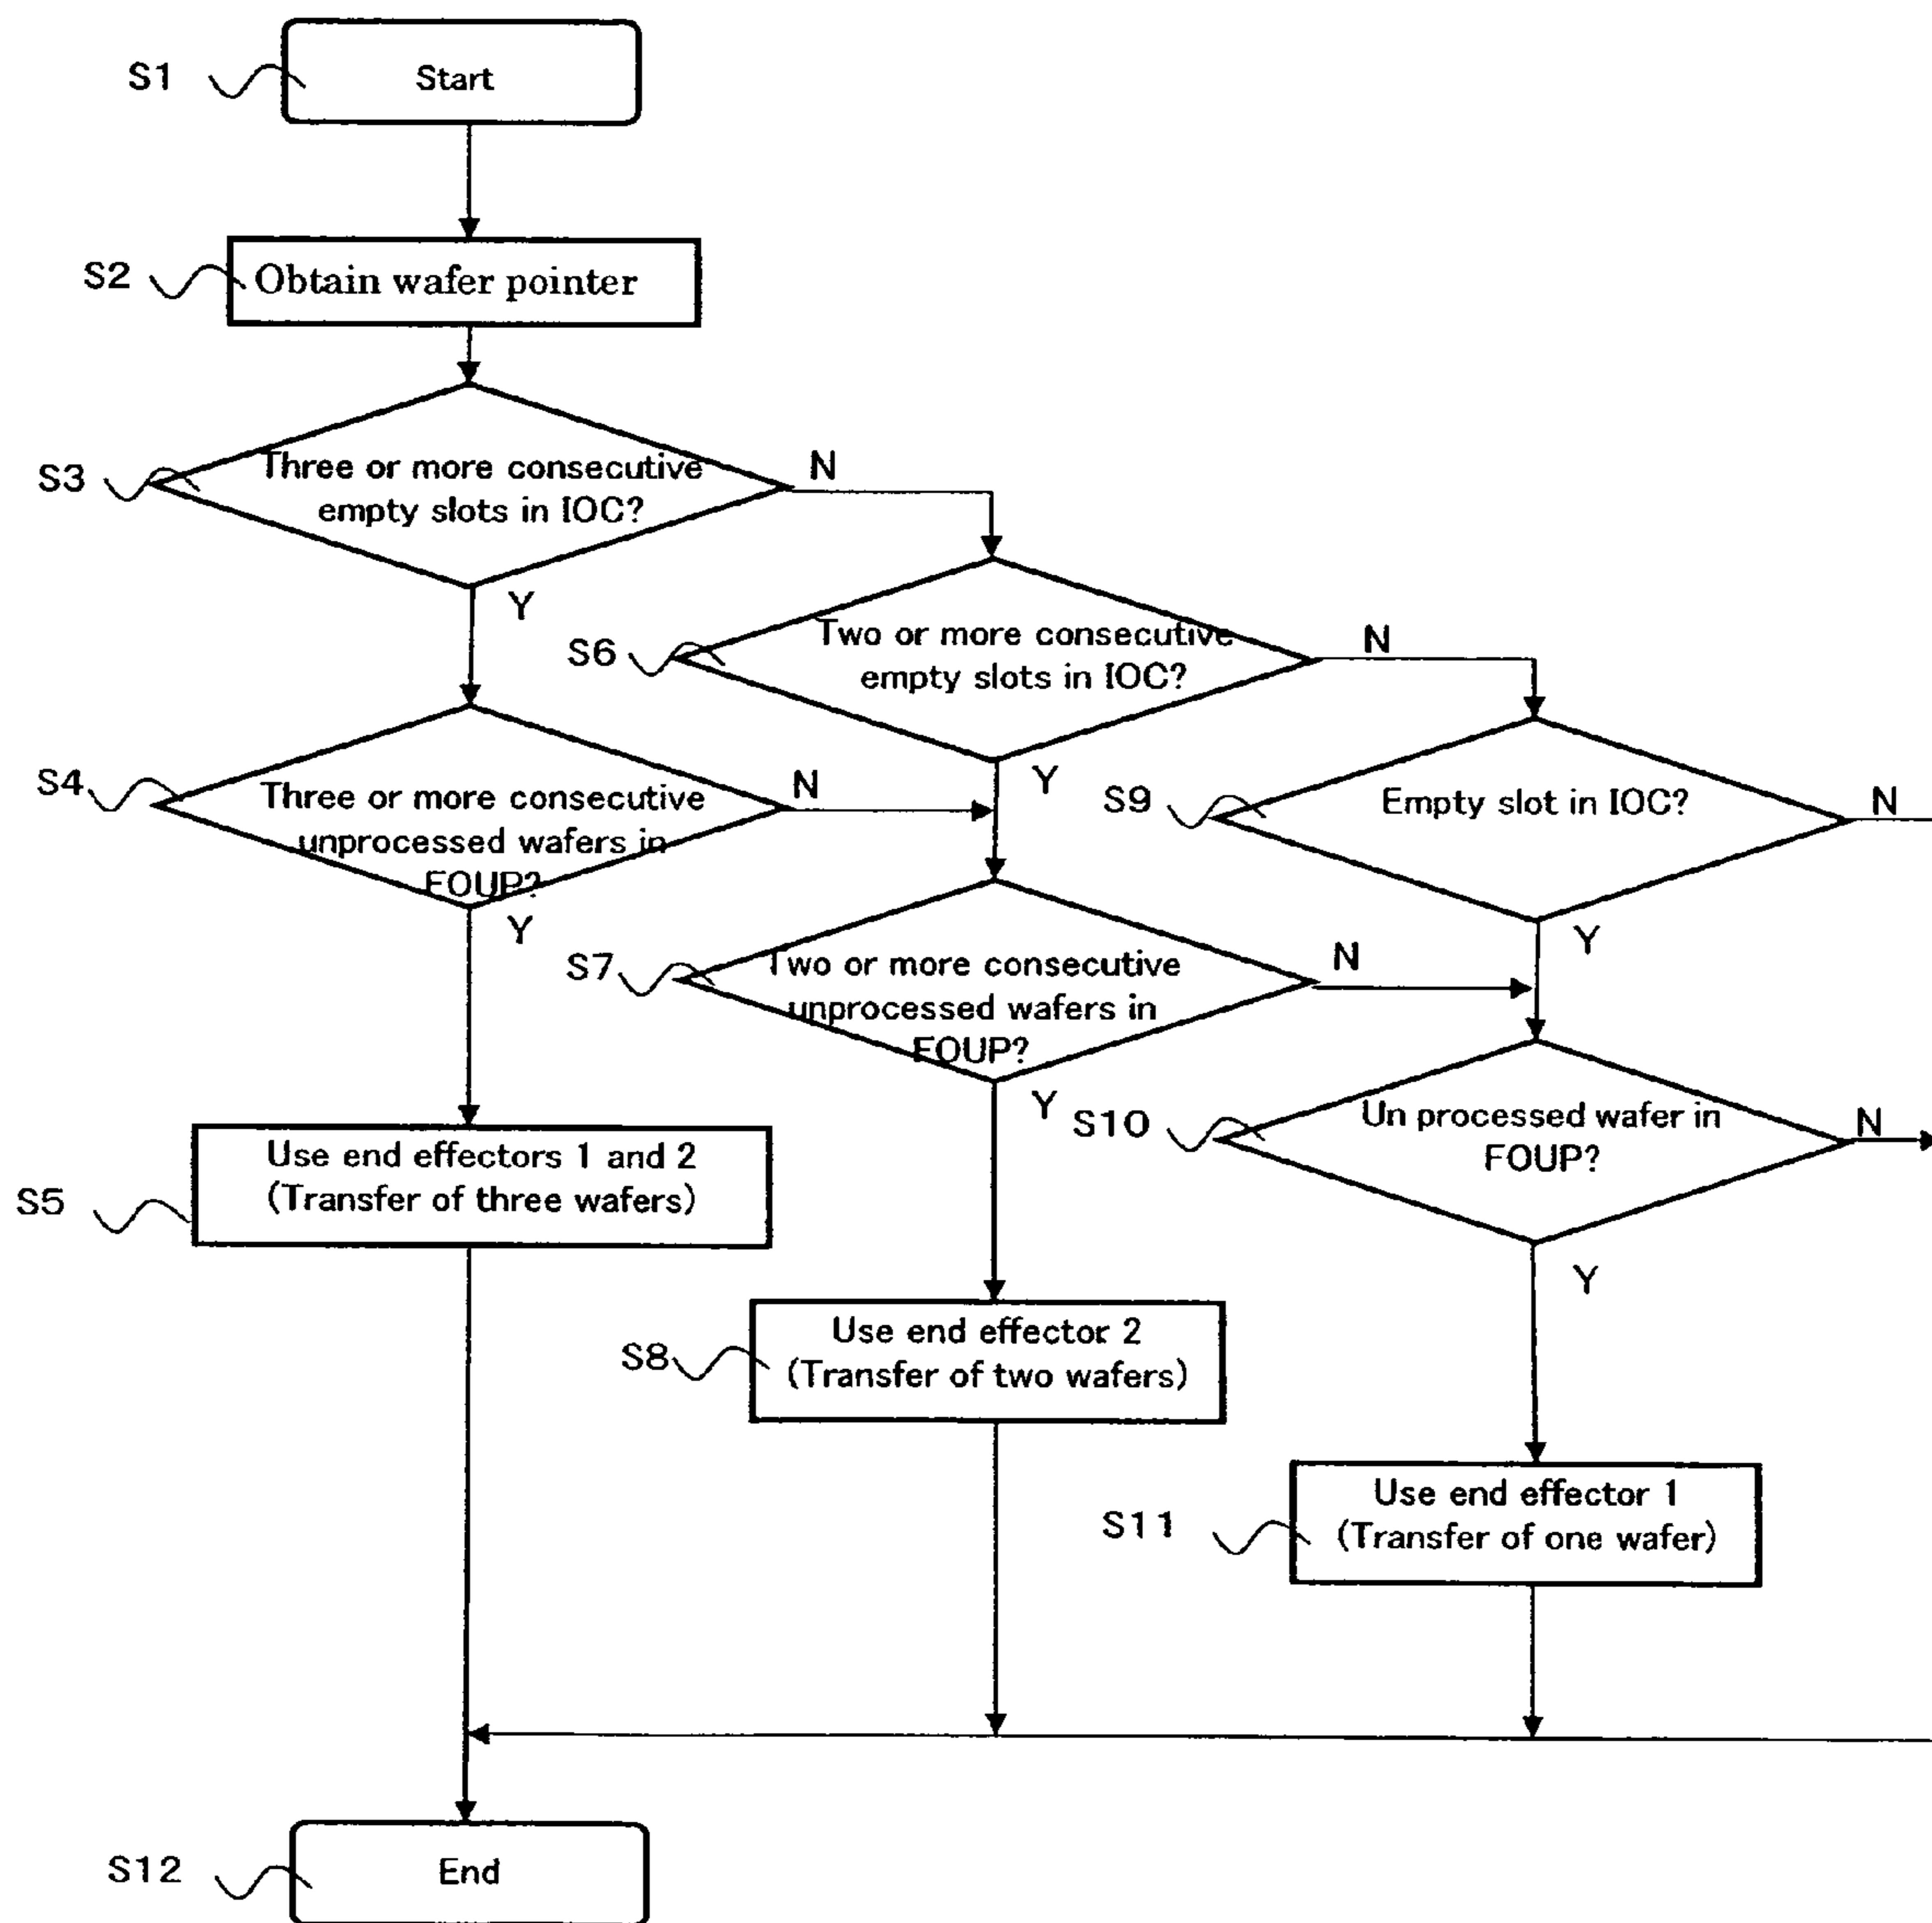 S1
Start
S2
Obtain wafer pointer
S3
Three or more consecutive
empty slots in IOC?
N
Y
S6
Two or more consecutive
empty slots in IOC?
N
Y
S4
Three or more consecutive
unprocessed wafers in
FOUP?
N
Y
S9
Empty slot in IOC?
N
Y
S7
Two or more consecutive
unprocessed wafers in
FOUP?
N
Y
S10
Un processed wafer in
FOUP?
N
Y
S5
Use end effectors 1 and 2
(Transfer of three wafers)
S8
Use end effector 2
(Transfer of two wafers)
S11
Use end effector 1
(Transfer of one wafer)
S12
End